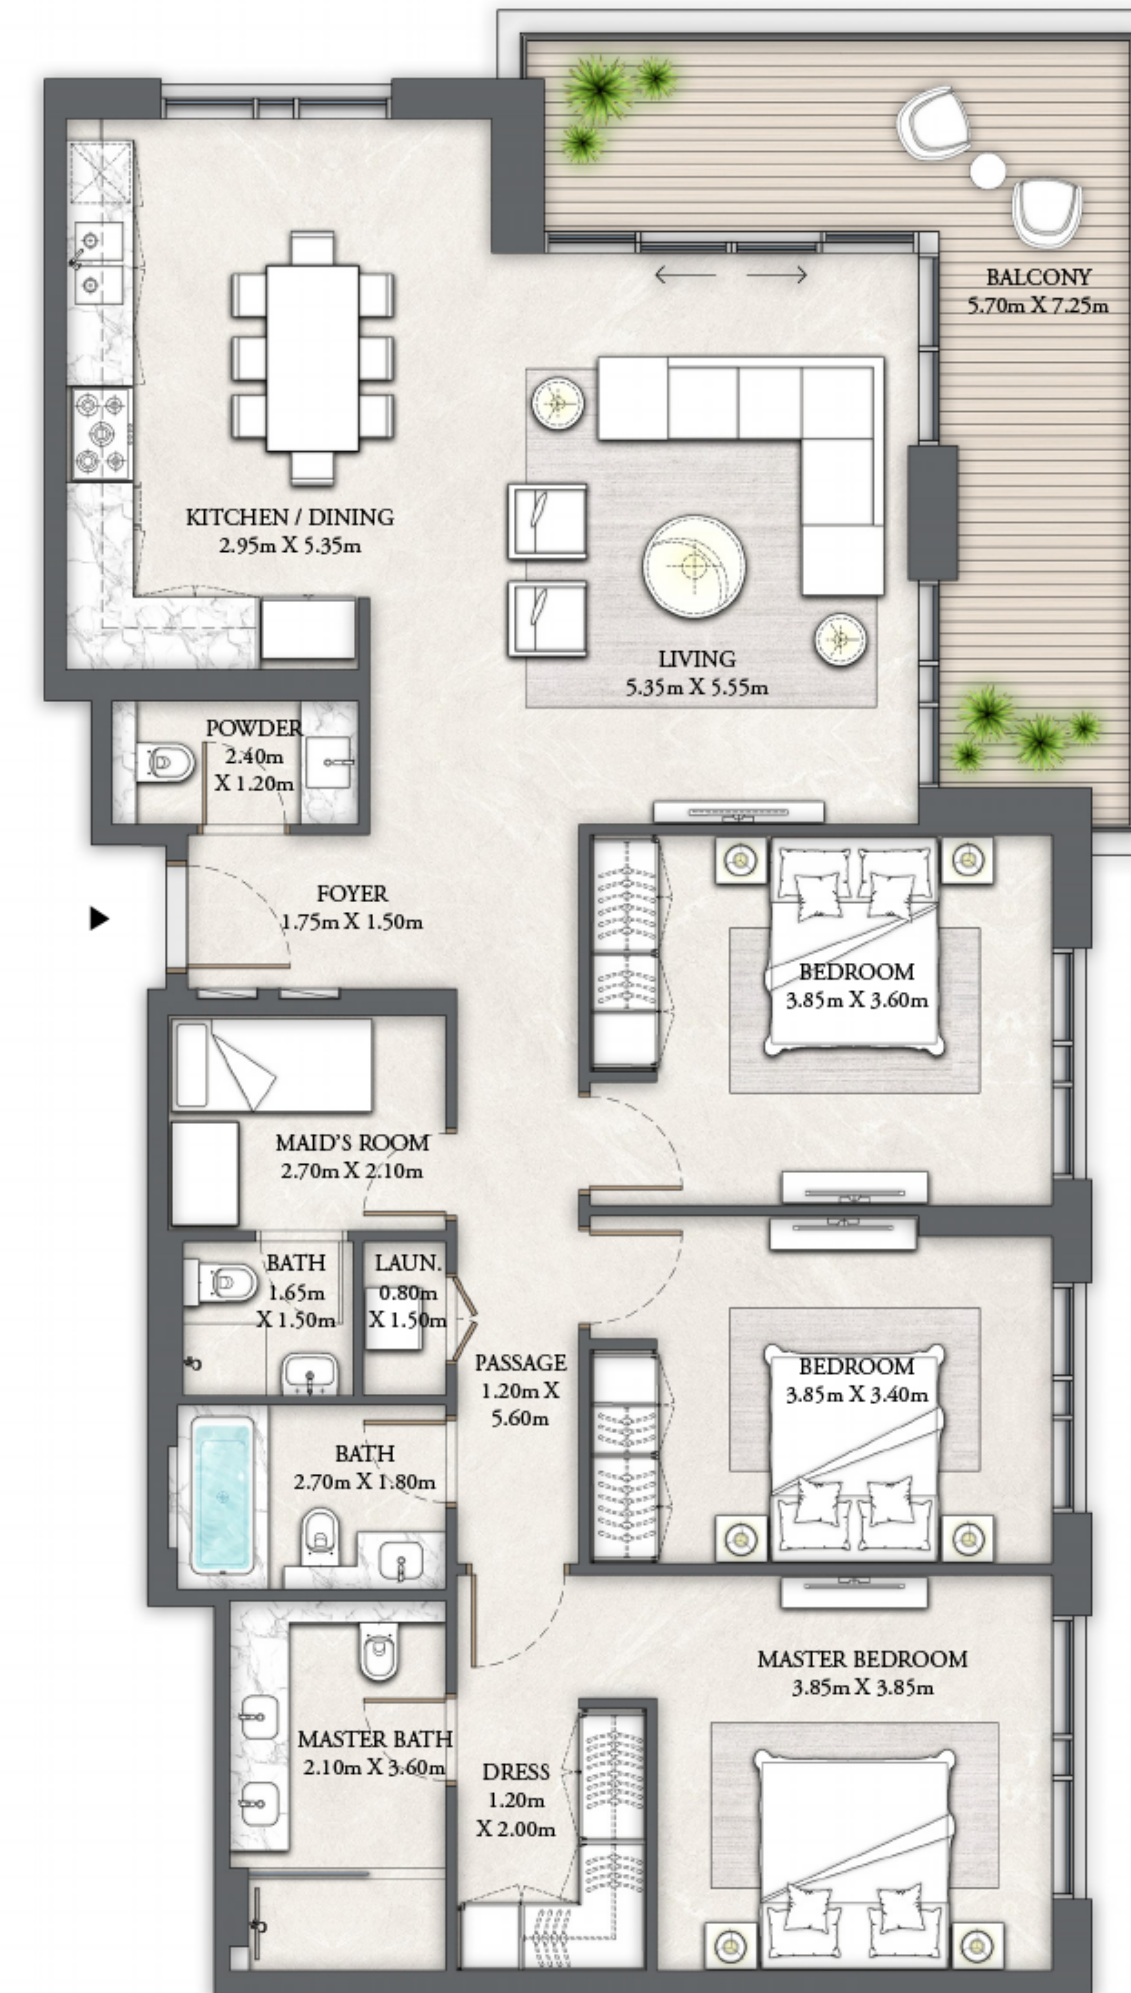 BALCONY
5.70m X 7.25m
KITCHEN / DINING
2.95m X 5.35m
LIVING
5.35m X 5.55m
POWDER
2.40m
X 1.20m
FOYER
1.75m X 1.50m
BEDROOM
3.85m X 3.60m
MAID'S ROOM
2.70m X 2.10m
BATH
1.65m
X 1.50m
LAUN.
0.80m
X 1.50m
PASSAGE
1.20m X
5.60m
BEDROOM
3.85m X 3.40m
BATH
2.70m X 1.80m
MASTER BEDROOM
3.85m X 3.85m
MASTER BATH
2.10m X 3.60m
DRESS
1.20m
X 2.00m